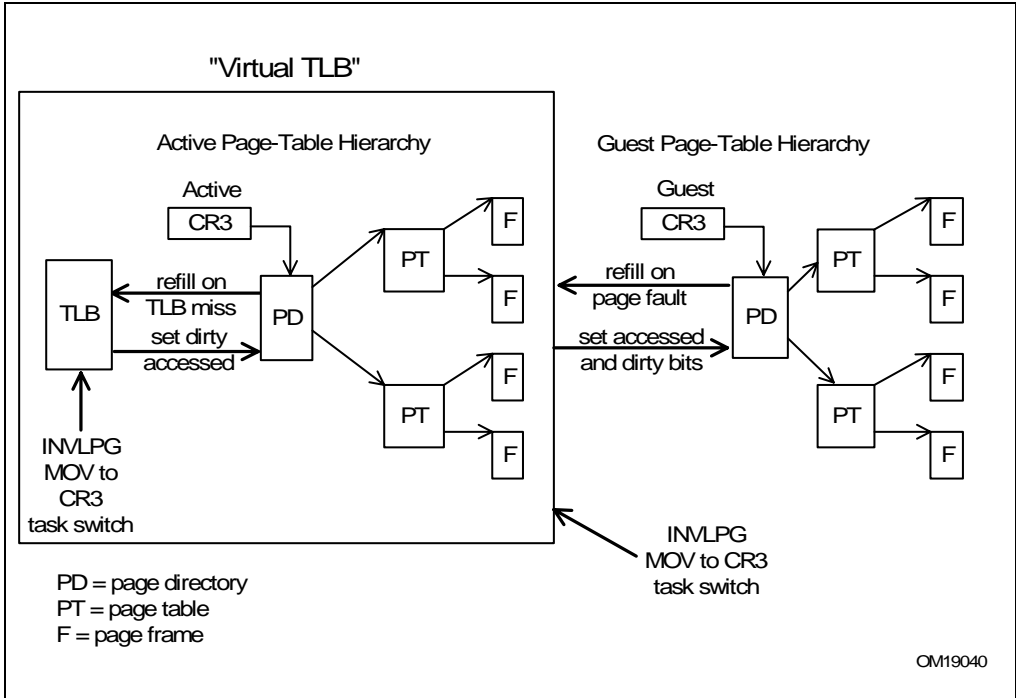 "Virtual TLB"
Active Page-Table Hierarchy
Guest Page-Table Hierarchy
Active
CR3
Guest
CR3
F
F
F
F
PT
PT
TLB
refill on
TLB miss
PD
set dirty
accessed
refill on
page fault
PD
set accessed
and dirty bits
F
F
F
F
PT
PT
INVLPG
MOV to
CR3
task switch
INVLPG
MOV to CR3
task switch
PD = page directory
PT = page table
F = page frame
OM19040